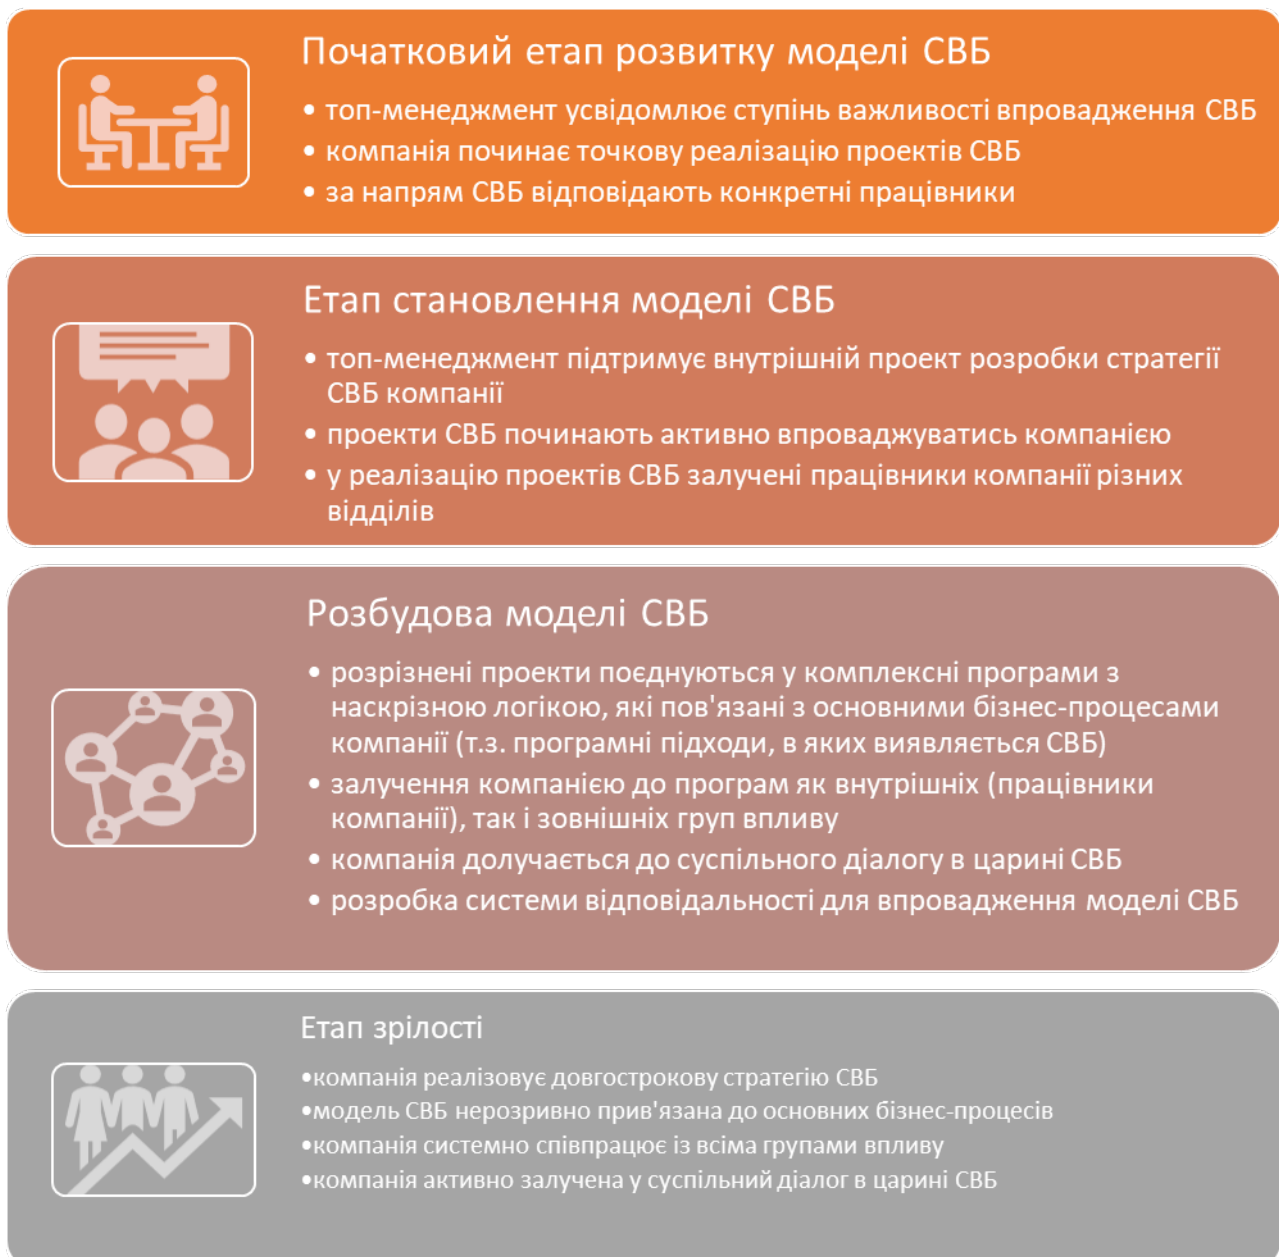 Початковий етап розвитку моделі СВБ
• топ-менеджмент усвідомлює ступінь важливості впровадження СВБ
• компанія починає точкову реалізацію проектів СВБ
• за напрям СВБ відповідають конкретні працівники
Етап становлення моделі СВБ
• топ-менеджмент підтримує внутрішній проект розробки стратегії
СВБ компанії
• проекти СВБ починають активно впроваджуватись компанією
• у реалізацію проектів СВБ залучені працівники компанії різних
відділів
Розбудова моделі СВБ
• розрізнені проекти поєднуються у комплексні програми з
наскрізною логікою, які пов'язані з основними бізнес-процесами
компанії (т.з. програмні підходи, в яких виявляється СВБ)
• залучення компанією до програм як внутрішніх (працівники
компанії), так і зовнішніх груп впливу
• компанія долучається до суспільного діалогу в царині СВБ
• розробка системи відповідальності для впровадження моделі СВБ
Етап зрілості
•компанія реалізовує довгострокову стратегію СВБ
•модель СВБ нерозривно прив'язана до основних бізнес-процесів
•компанія системно співпрацює із всіма групами впливу
•компанія активно залучена у суспільний діалог в царині СВБ